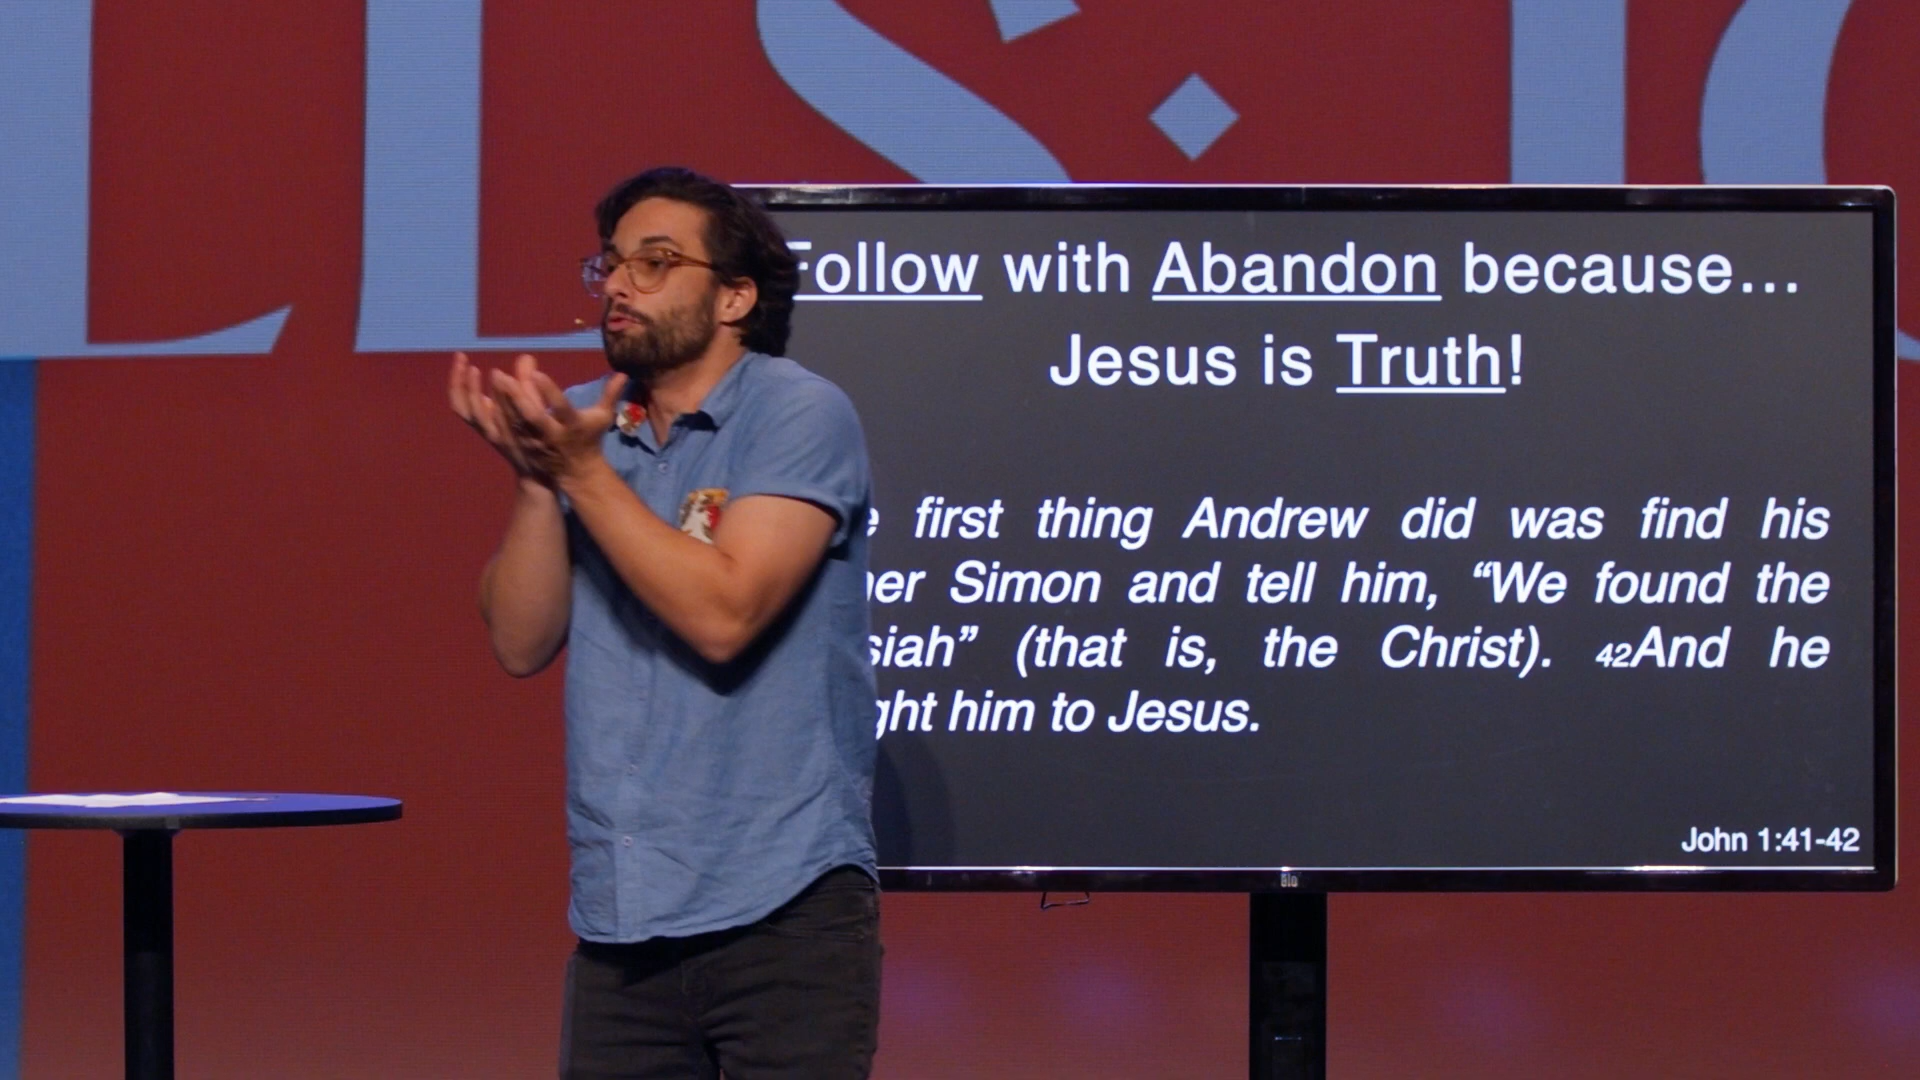 Follow with Abandon because...
Jesus is Truth!
first thing Andrew did was find his
Simon and tell him, “We found the
(that is, the Christ). 42And he
him to Jesus.
John 1:41-42
elo